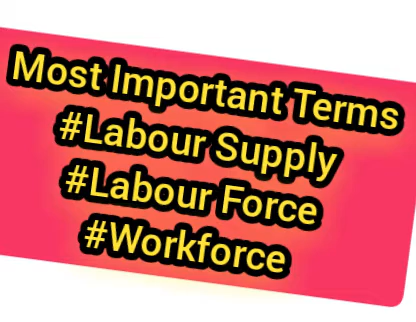 Most Important Terms
#Labour Supply
#Labour Force
#Workforce